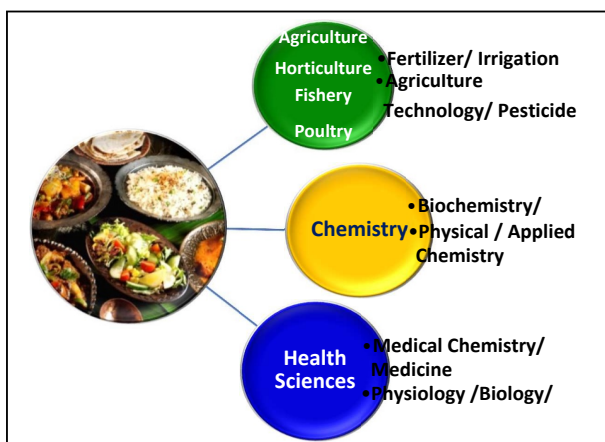 Agriculture
Horticulture
Fishery
Poultry
•Fertilizer/ Irrigation
•Agriculture
Technology/ Pesticide
Chemistry
•Biochemistry/
•Physical / Applied
Chemistry
Health
Sciences
•Medical Chemistry/
Medicine
•Physiology /Biology/